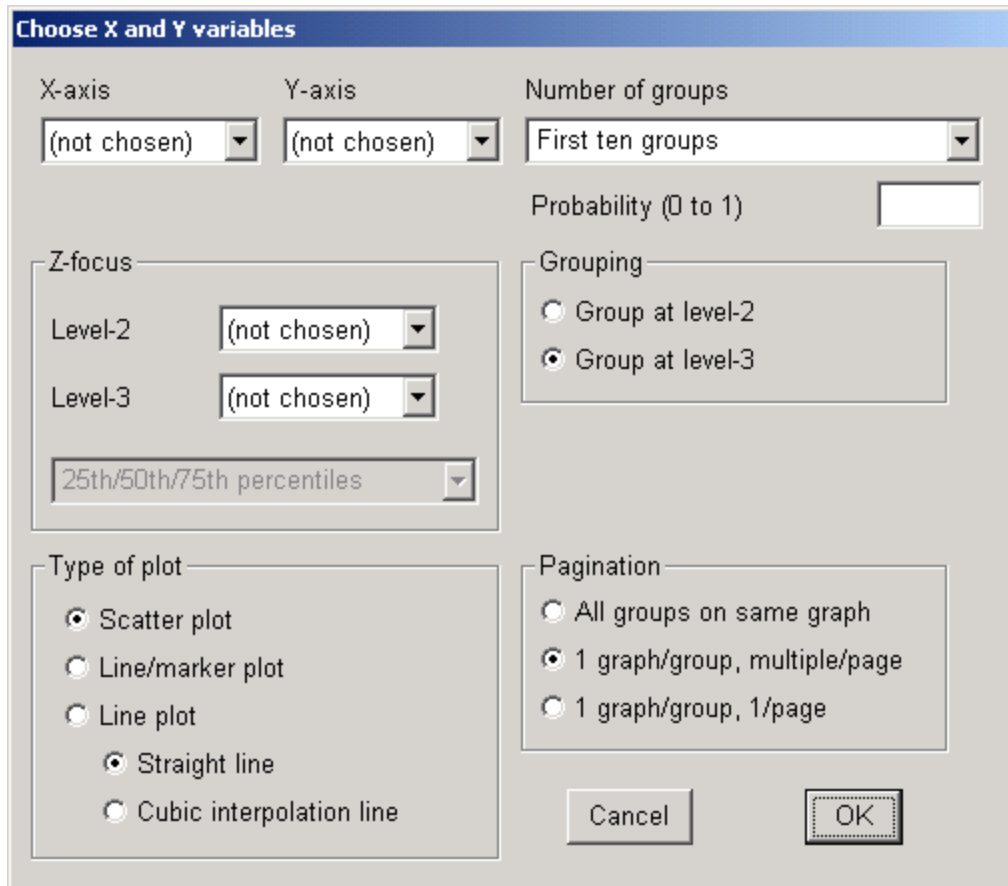 Choose X and Y variables
X-axis
Y-axis
Number of groups
(not chosen)
(not chosen)
First ten groups
Probability (0 to 1)
Z-focus
Level-2
(not chosen)
Level-3
(not chosen)
25th/50th/75th percentiles
Grouping
Group at level-2
Group at level-3
Type of plot
Scatter plot
Line/marker plot
Line plot
Straight line
Cubic interpolation line
Pagination
All groups on same graph
1 graph/group, multiple/page
1 graph/group, 1/page
Cancel
OK